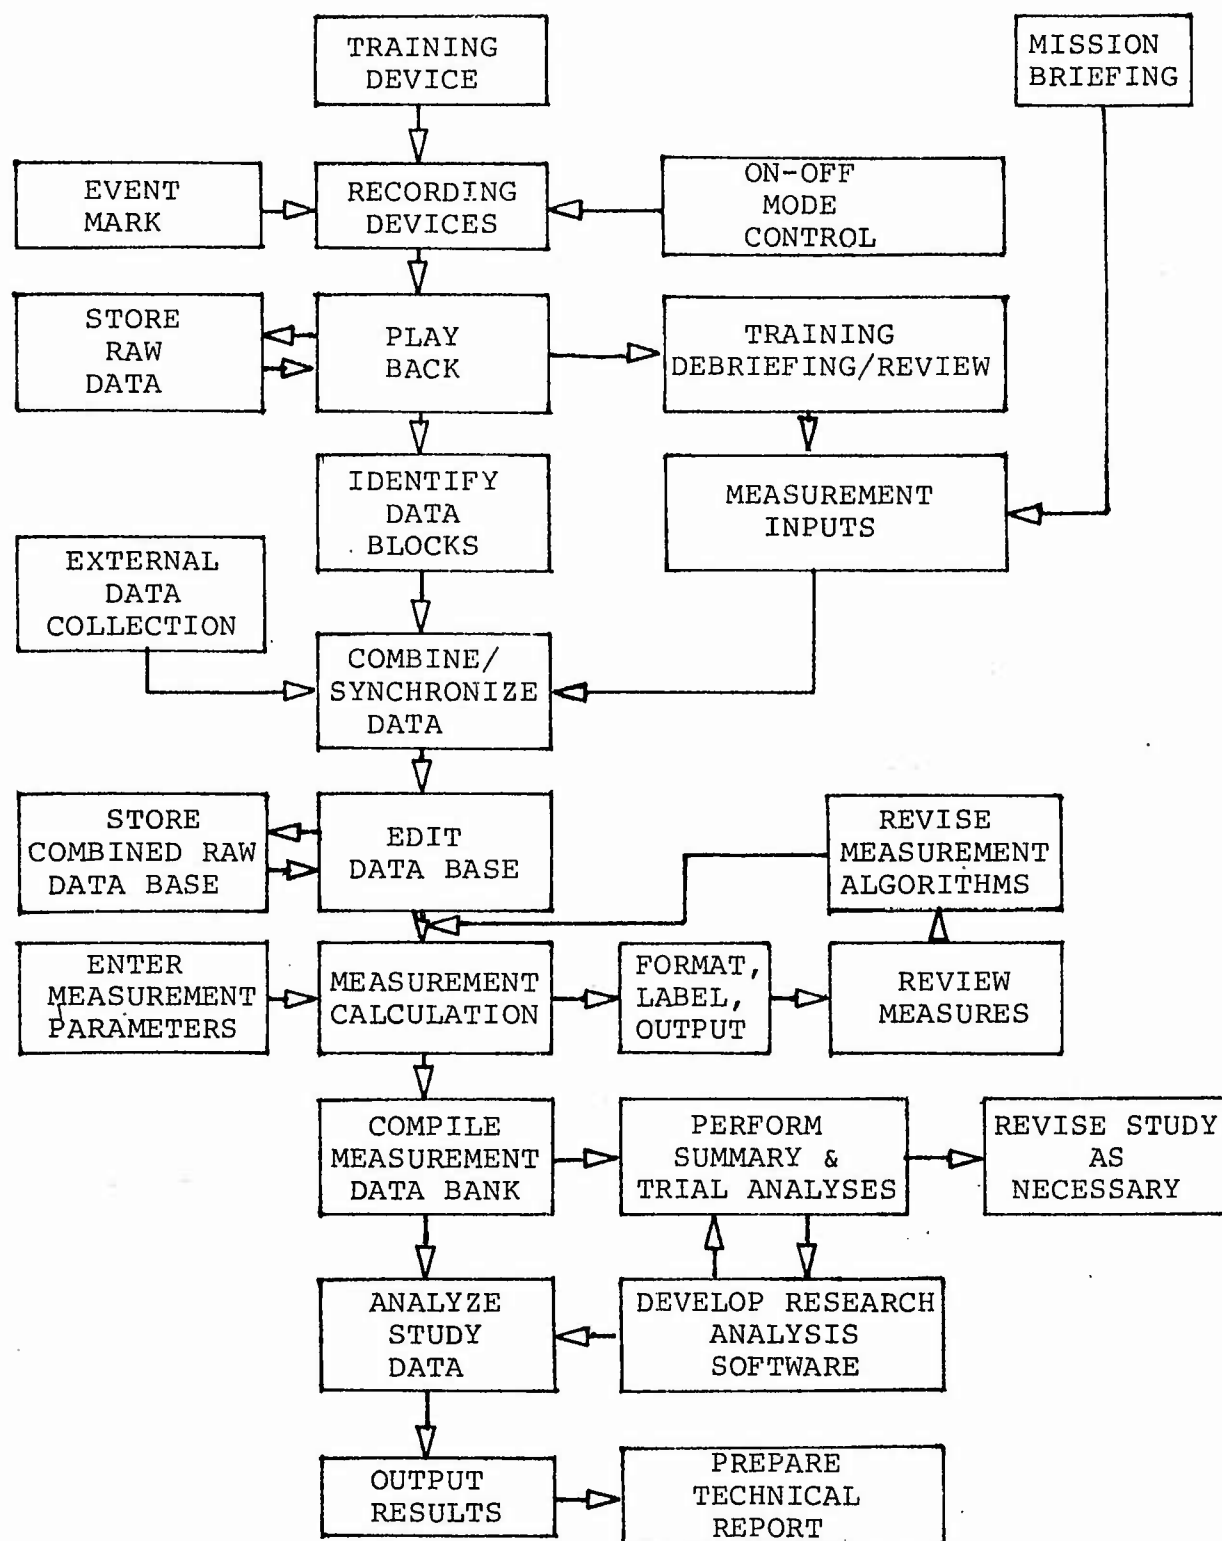 TRAINING
DEVICE
MISSION
BRIEFING
EVENT
MARK
RECORDING
DEVICES
ON-OFF
MODE
CONTROL
STORE
RAW
DATA
PLAY
BACK
TRAINING
DEBRIEFING/REVIEW
IDENTIFY
DATA
BLOCKS
MEASUREMENT
INPUTS
EXTERNAL
DATA
COLLECTION
COMBINE/
SYNCHRONIZE
DATA
STORE
COMBINED RAW
DATA BASE
EDIT
DATA BASE
REVISE
MEASUREMENT
ALGORITHMS
ENTER
MEASUREMENT
PARAMETERS
MEASUREMENT
CALCULATION
FORMAT,
LABEL,
OUTPUT
REVIEW
MEASURES
COMPILE
MEASUREMENT
DATA BANK
PERFORM
SUMMARY &
TRIAL ANALYSES
REVISE STUDY
AS
NECESSARY
ANALYZE
STUDY
DATA
DEVELOP RESEARCH
ANALYSIS
SOFTWARE
OUTPUT
RESULTS
PREPARE
TECHNICAL
REPORT